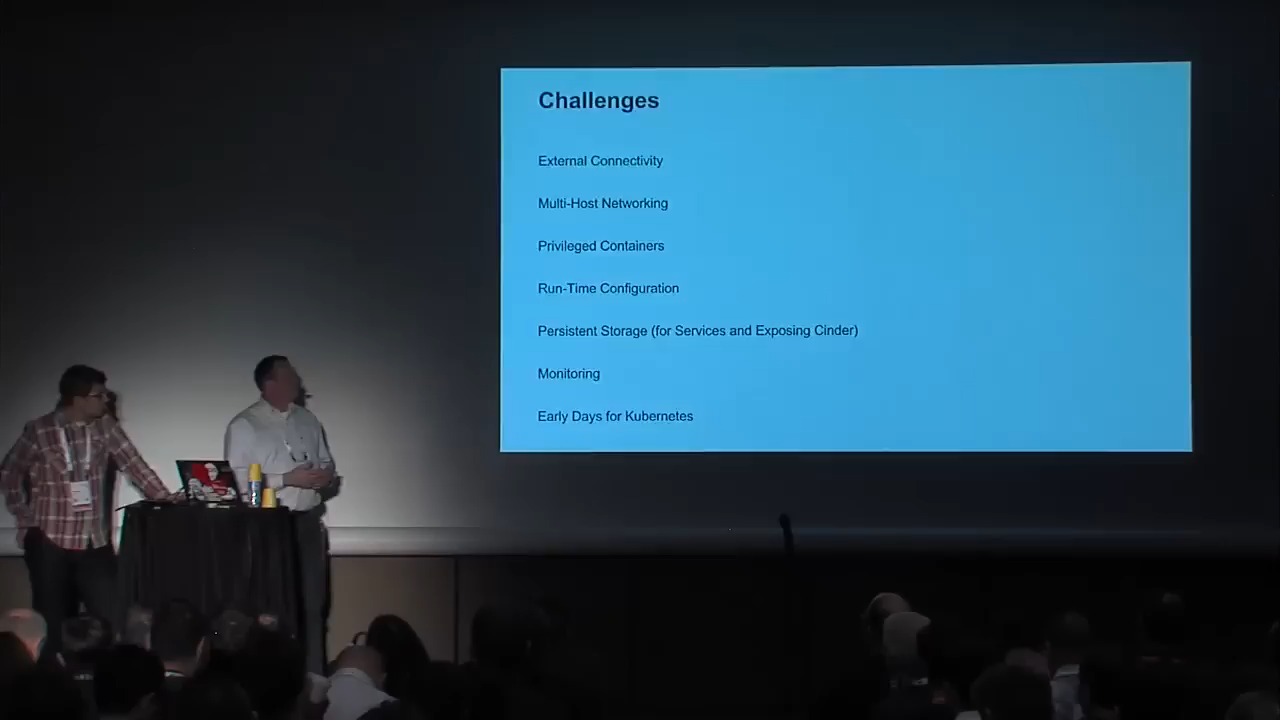 Challenges
External Connectivity
Multi-Host Networking
Privileged Containers
Run-Time Configuration
Persistent Storage (for Services and Exposing Cinder)
Monitoring
Early Days for Kubernetes